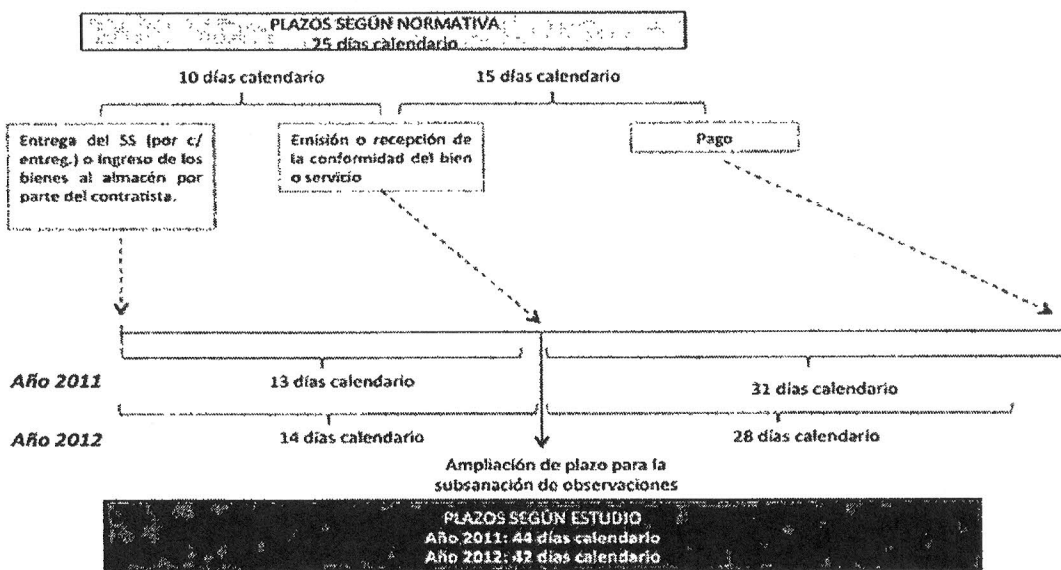 PLAZOS SEGÚN NORMATIVA
25 días calendario
10 días calendario
15 días calendario
Entrega del SS (por c/
entreg.) o ingreso de los
bienes al almacén por
parte del contratista.
Emisión o recepción de
la conformidad del bien
o servicio
Pago
Año 2011
13 días calendario
31 días calendario
Año 2012
14 días calendario
28 días calendario
Ampliación de plazo para la
subsanación de observaciones
PLAZOS SEGÚN ESTUDIO
Año 2011: 44 días calendario
Año 2012: 42 días calendario